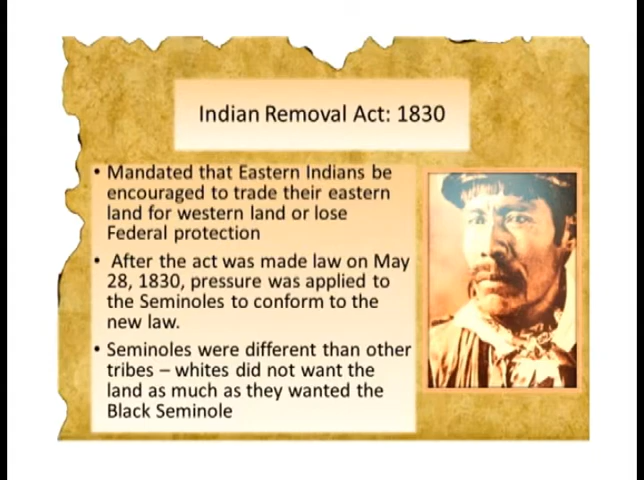 Indian Removal Act: 1830
• Mandated that Eastern Indians be
encouraged to trade their eastern
land for western land or lose
Federal protection
• After the act was made law on May
28, 1830, pressure was applied to
the Seminoles to conform to the
new law.
• Seminoles were different than other
tribes – whites did not want the
land as much as they wanted the
Black Seminole